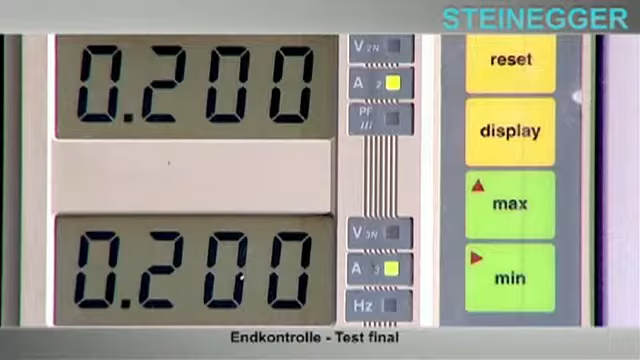 STEINEGGER
0.200
V 2N
A 2
PF
reset
display
max
min
0.200
V 3N
A 3
Hz
Endkontrolle - Test final